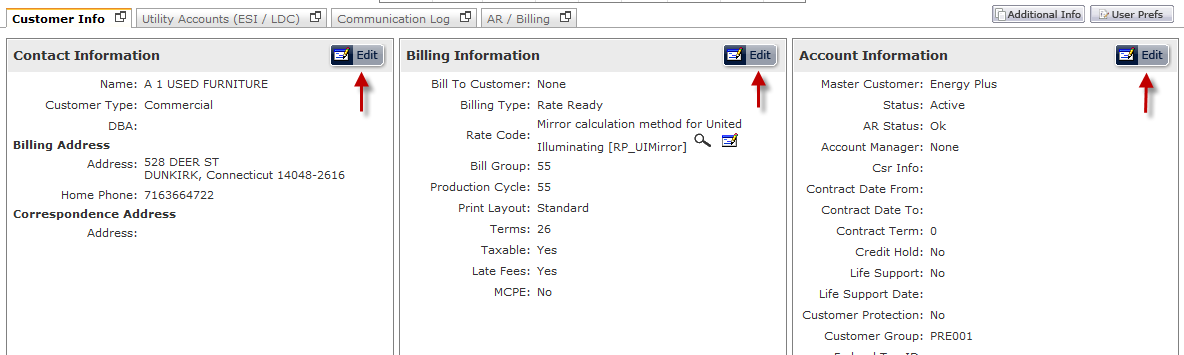 Customer Info
Utility Accounts (ESI / LDC)
Communication Log
AR / Billing
Additional Info
User Prefs
Contact Information
Edit
Name: A 1 USED FURNITURE
Customer Type: Commercial
DBA:
Billing Address
Address: 528 DEER ST
DUNKIRK, Connecticut 14048-2616
Home Phone: 7163664722
Correspondence Address
Address:
Billing Information
Edit
Bill To Customer: None
Billing Type: Rate Ready
Rate Code: Mirror calculation method for United
Illuminating [RP_UIMirror]
Bill Group: 55
Production Cycle: 55
Print Layout: Standard
Terms: 26
Taxable: Yes
Late Fees: Yes
MCPE: No
Account Information
Edit
Master Customer: Energy Plus
Status: Active
AR Status: Ok
Account Manager: None
Csr Info:
Contract Date From:
Contract Date To:
Contract Term: 0
Credit Hold: No
Life Support: No
Life Support Date:
Customer Protection: No
Customer Group: PRE001